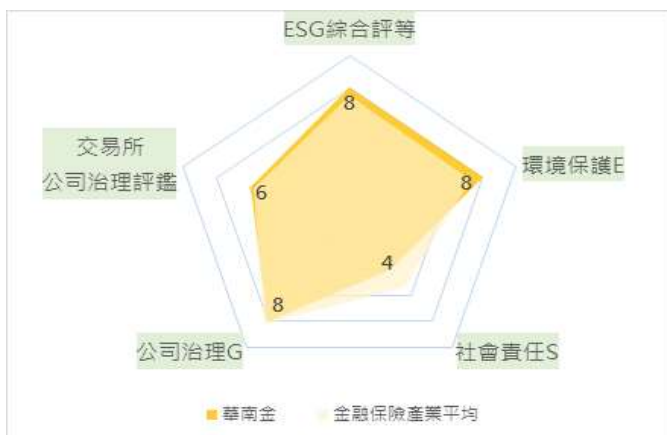 ESG綜合評等
8
交易所
公司治理評鑑
6
8
環境保護E
4
8
公司治理G
社會責任S
華南金
金融保險產業平均